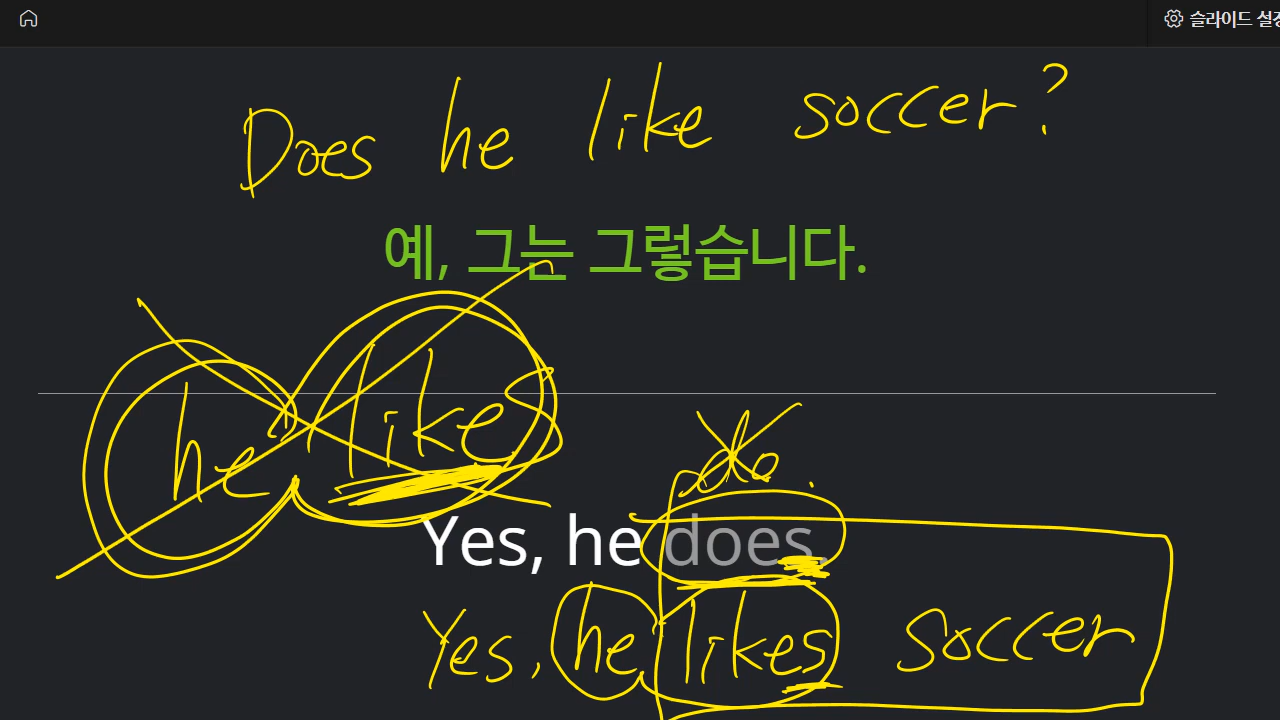 슬라이드 설정
Does he like soccer?
예, 그는 그렇습니다.
he likes
do.
Yes, he does.
Yes, he likes soccer